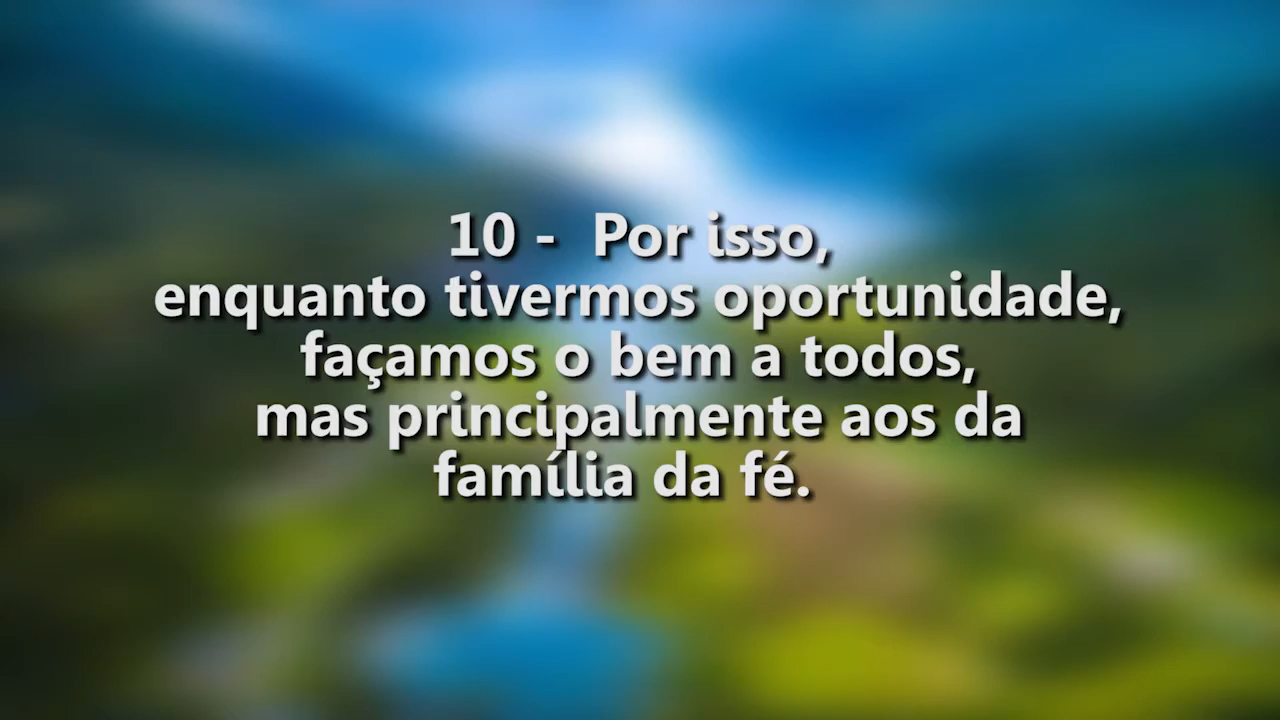 10 - Por isso,
enquanto tivermos oportunidade,
façamos o bem a todos,
mas principalmente aos da
família da fé.